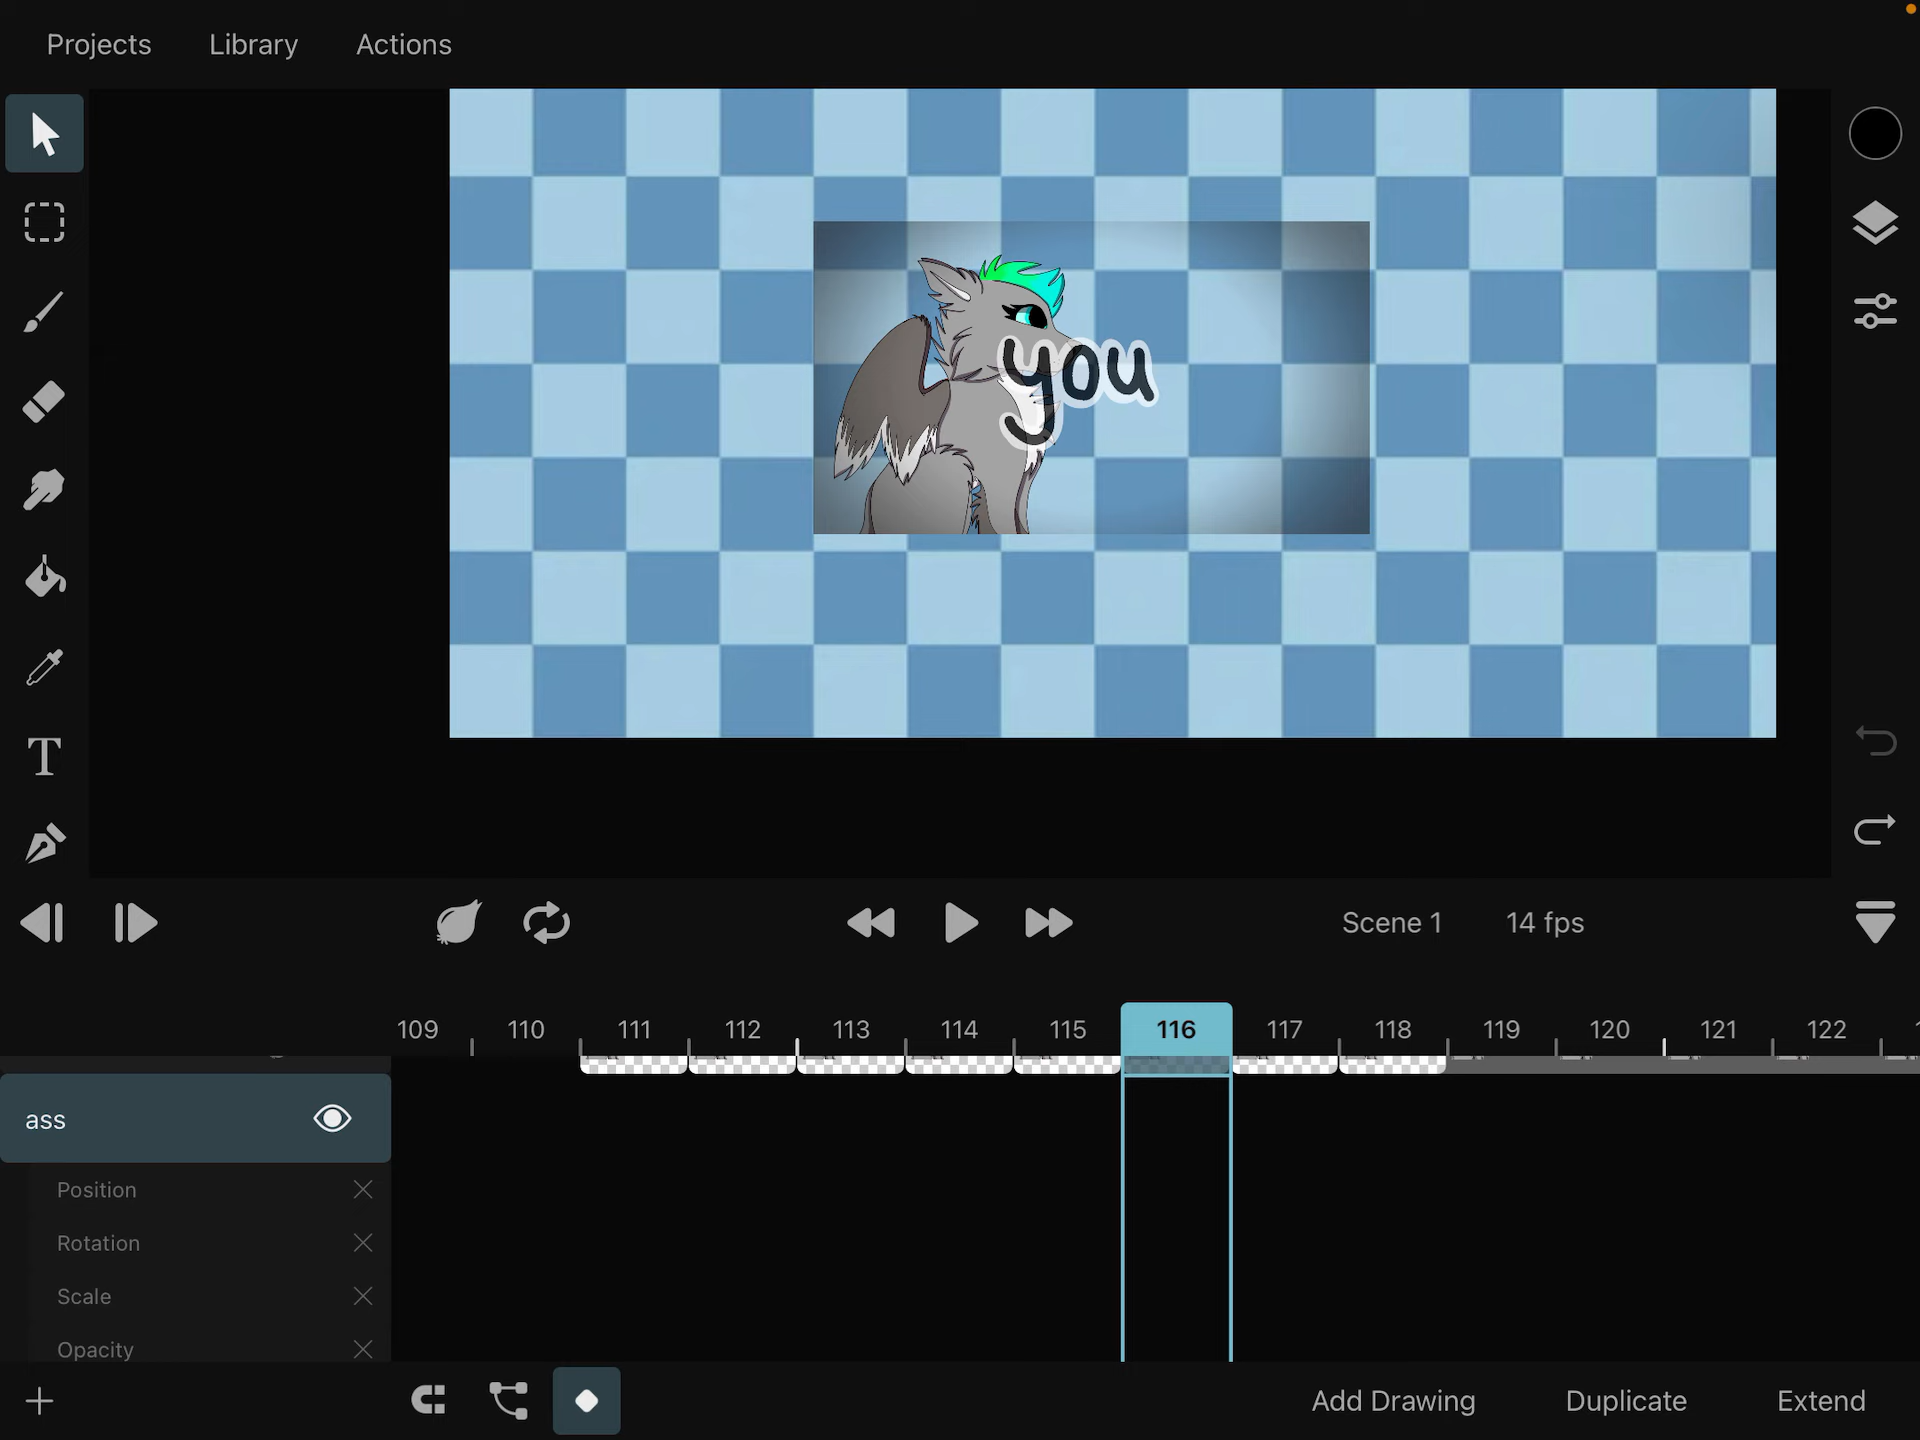 Projects Library Actions
you
Scene 1 14 fps
109 110 111 112 113 114 115 116 117 118 119 120 121 122
ass
Position
Rotation
Scale
Opacity
Add Drawing Duplicate Extend